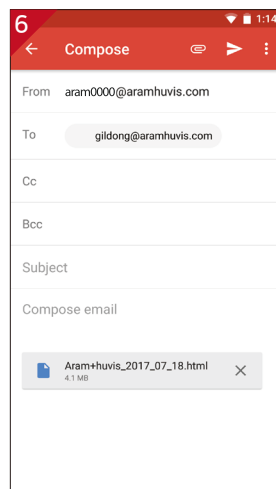 6
1:14
Compose
From aram0000@aramhuvis.com
To gildong@aramhuvis.com
Cc
Bcc
Subject
Compose email
Aram+huvis_2017_07_18.html
4.1 MB